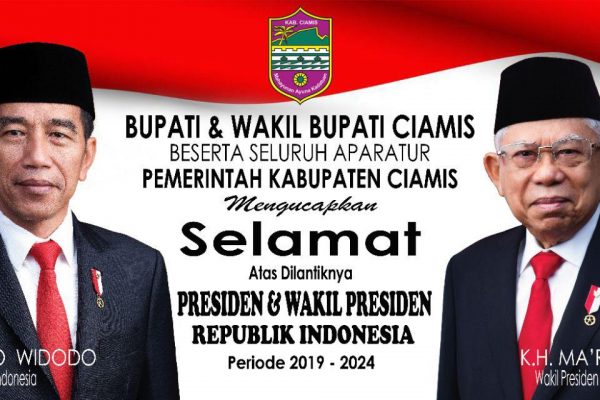 KAB. CIAMIS
BUPATI & WAKIL BUPATI CIAMIS
BESERTA SELURUH APARATUR
PEMERINTAH KABUPATEN CIAMIS
Mengucapkan
Selamat
Atas Dilantiknya
PRESIDEN & WAKIL PRESIDEN
REPUBLIK INDONESIA
Periode 2019 - 2024
O WIDODO
ndonesia
K.H. MA'R
Wakil Presiden